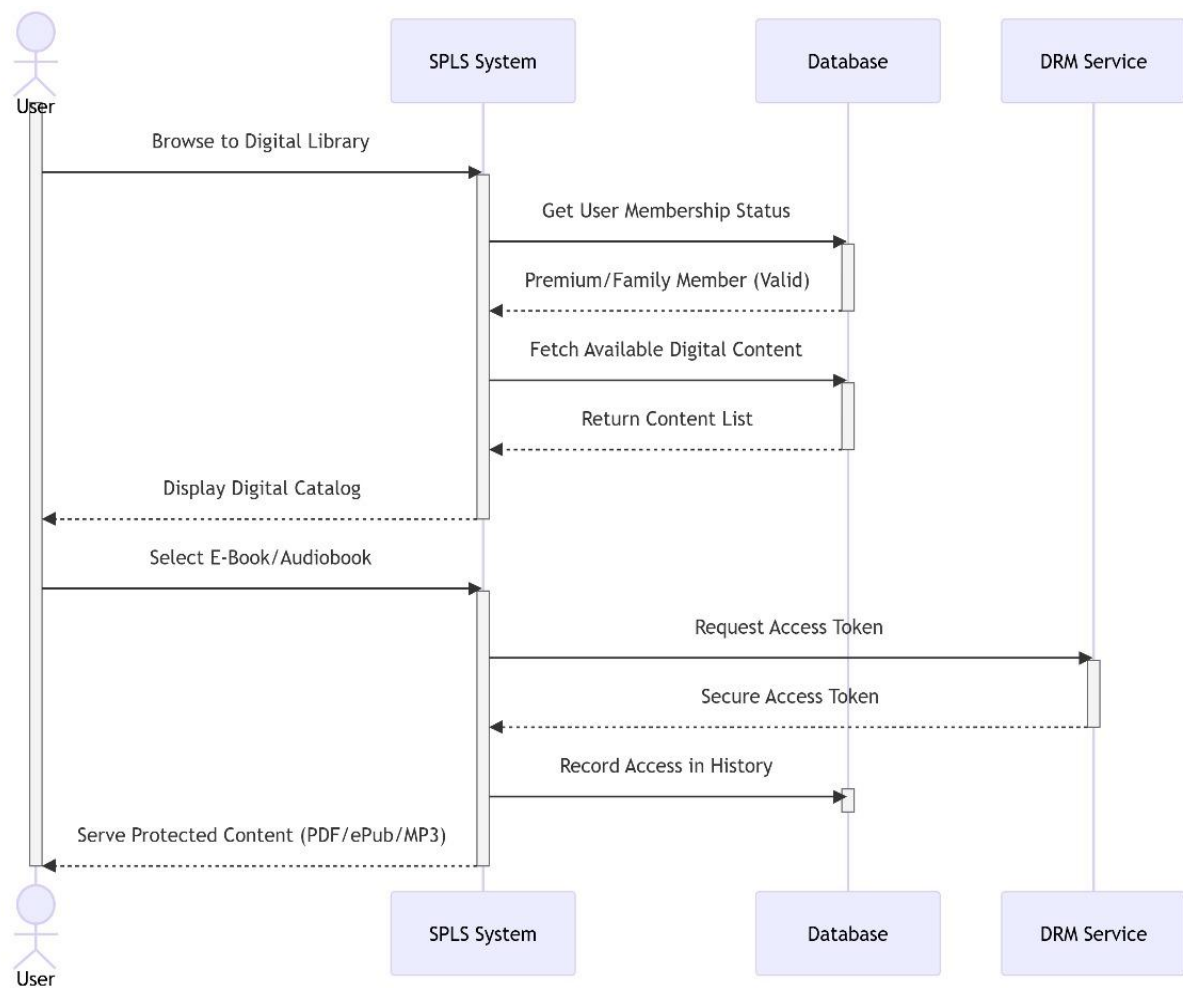 SPLS System
Database
DRM Service
User
Browse to Digital Library
Get User Membership Status
Premium/Family Member (Valid)
Fetch Available Digital Content
Return Content List
Display Digital Catalog
Select E-Book/Audiobook
Request Access Token
Secure Access Token
Record Access in History
Serve Protected Content (PDF/ePub/MP3)
SPLS System
Database
DRM Service
User